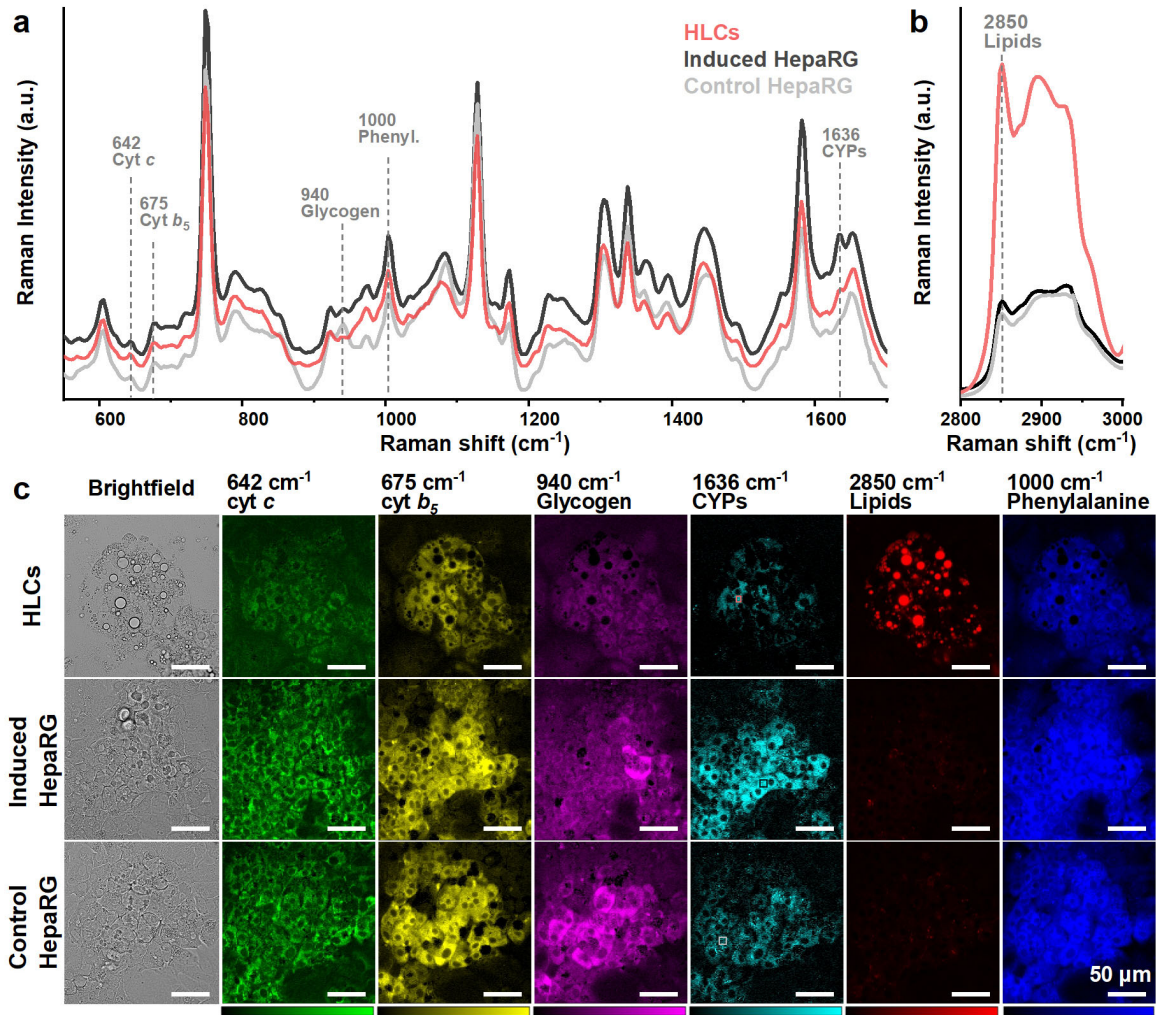 a
HLCs
Induced HepaRG
Control HepaRG
642
Cyt c
675
Cyt b₅
940
Glycogen
1000
Phenyl.
1636
CYPs
Raman Intensity (a.u.)
600 800 1000 1200 1400 1600
Raman shift (cm⁻¹)
b
2850
Lipids
Raman Intensity (a.u.)
2800 2900 3000
Raman shift (cm⁻¹)
c
Brightfield
642 cm⁻¹
cyt c
675 cm⁻¹
cyt b₅
940 cm⁻¹
Glycogen
1636 cm⁻¹
CYPs
2850 cm⁻¹
Lipids
1000 cm⁻¹
Phenylalanine
HLCs
Induced
HepaRG
Control
HepaRG
50 µm